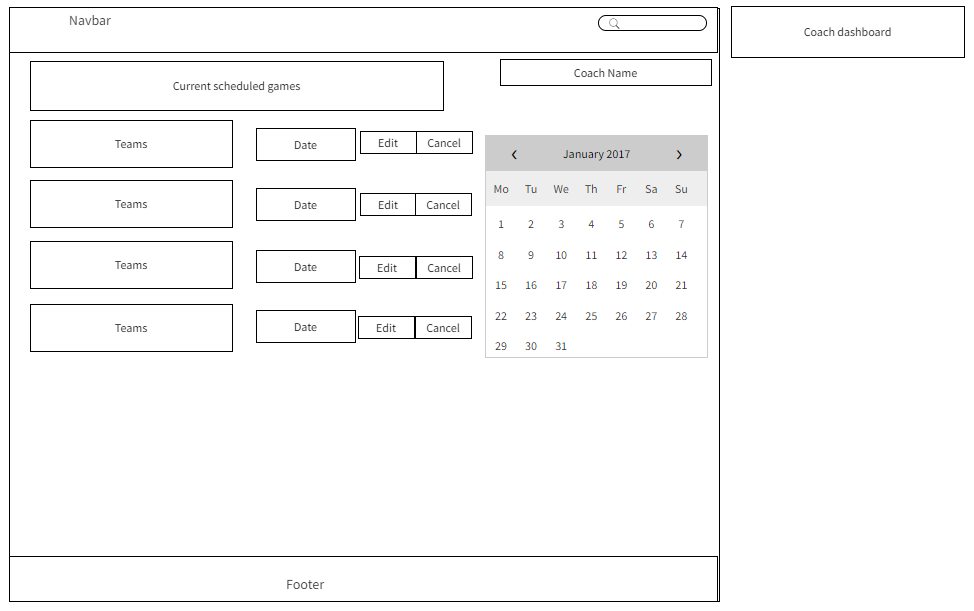 Navbar
Coach dashboard
Current scheduled games
Coach Name
Teams
Date
Edit
Cancel
Teams
Date
Edit
Cancel
Teams
Date
Edit
Cancel
Teams
Date
Edit
Cancel
January 2017
Mo Tu We Th Fr Sa Su
1 2 3 4 5 6 7
8 9 10 11 12 13 14
15 16 17 18 19 20 21
22 23 24 25 26 27 28
29 30 31
Footer